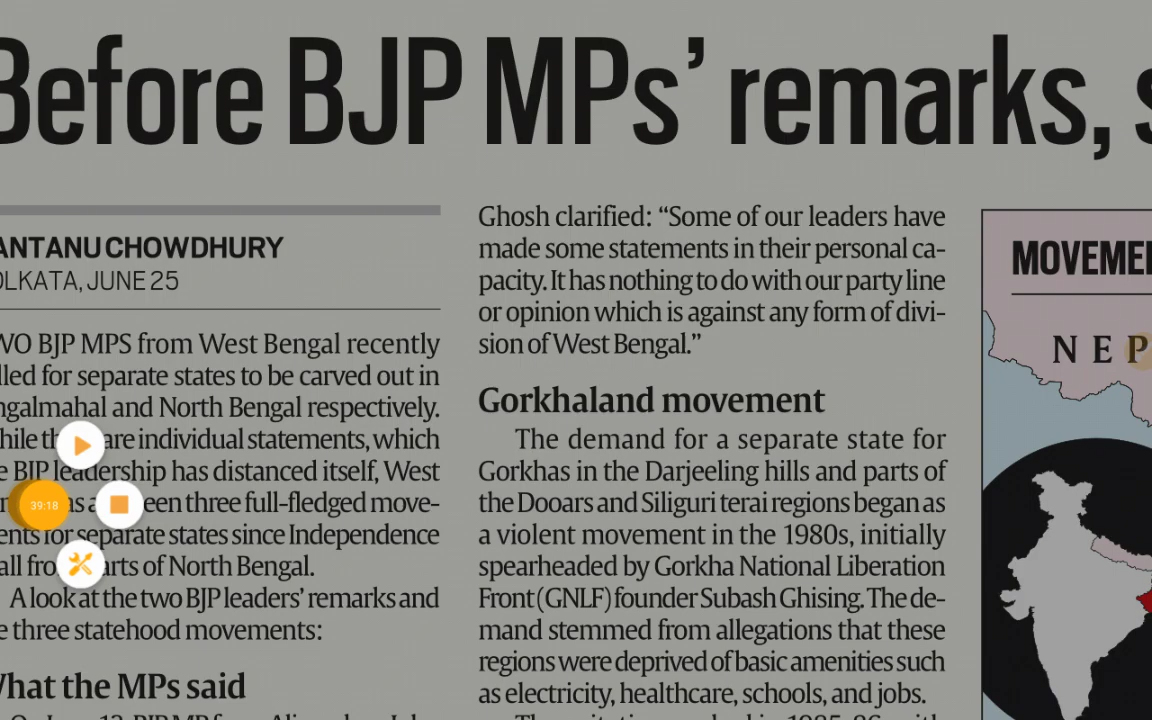 Before BJP MPs’ remarks,
ANTANU CHOWDHURY
OLKATA, JUNE 25
WO BJP MPS from West Bengal recently
lled for separate states to be carved out in
ngalmahal and North Bengal respectively.
are individual statements, which
BJP leadership has distanced itself, West
een three full-fledged move-
ents for separate states since Independence
all arts of North Bengal.
A look at the two BJP leaders’ remarks and
e three statehood movements:
What the MPs said
Ghosh clarified: “Some of our leaders have
made some statements in their personal ca-
pacity. It has nothing to do with our party line
or opinion which is against any form of divi-
sion of West Bengal.”
Gorkhaland movement
The demand for a separate state for
Gorkhas in the Darjeeling hills and parts of
the Dooars and Siliguri terai regions began as
a violent movement in the 1980s, initially
spearheaded by Gorkha National Liberation
Front (GNLF) founder Subash Ghising. The de-
mand stemmed from allegations that these
regions were deprived of basic amenities such
as electricity, healthcare, schools, and jobs.
MOVEME
NEP
39:18